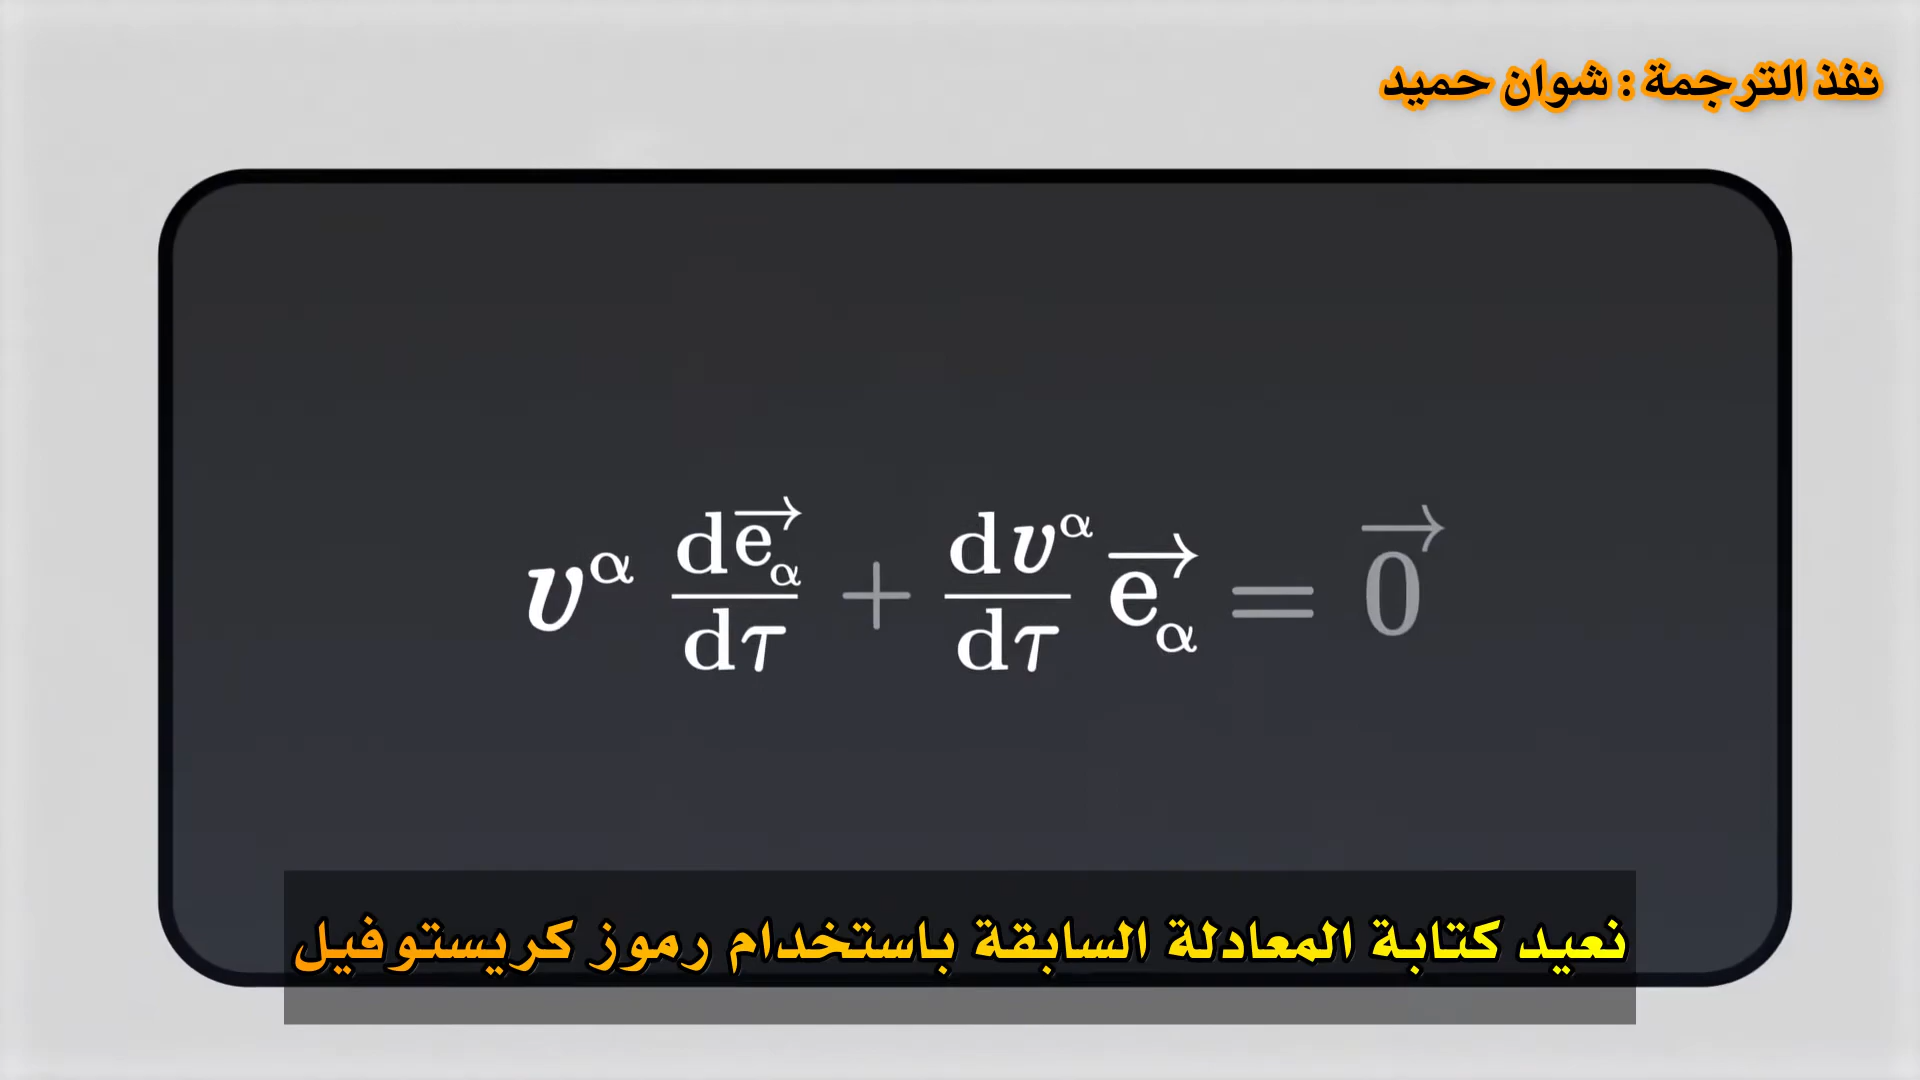 نفذ الترجمة : شوان حميد
v^α de⃗_α/dτ + dv^α/dτ e⃗_α = 0⃗
نعيد كتابة المعادلة السابقة باستخدام رموز كريستوفيل